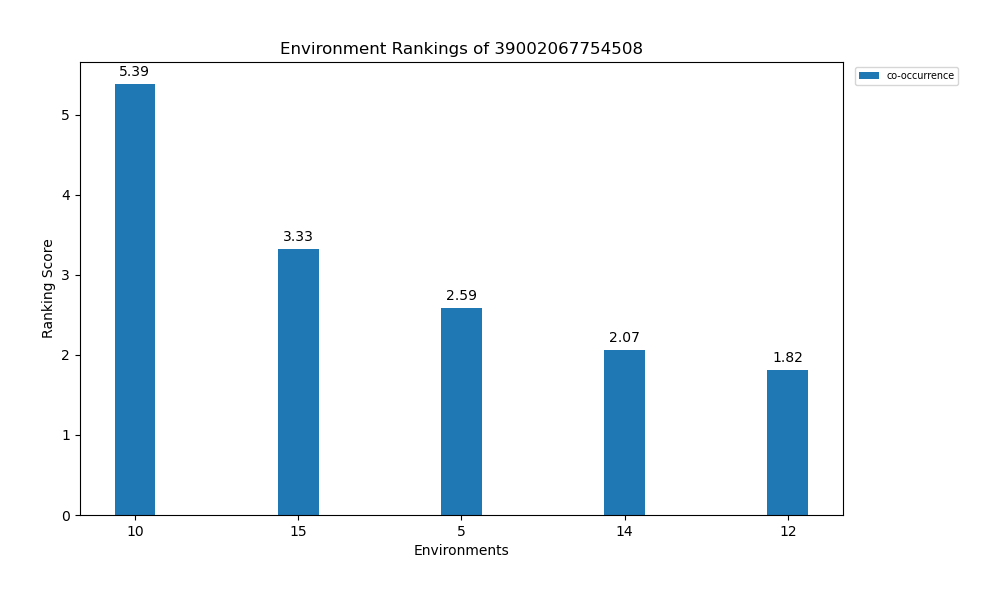 Environment Rankings of 39002067754508
co-occurrence
5.39
3.33
2.59
2.07
1.82
Ranking Score
5
4
3
2
1
0
10 15 5 14 12
Environments